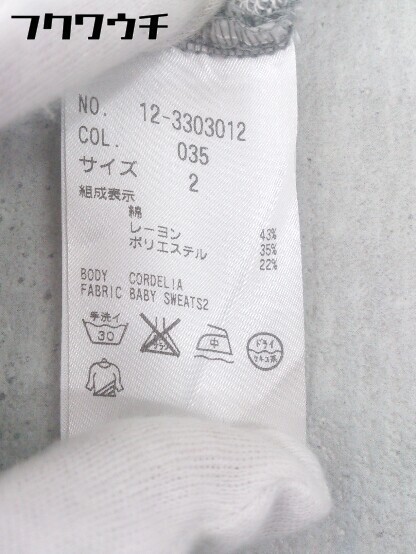 フクワウチ
NO. 12-3303012
COL. 035
サイズ 2
組成表示
綿 43%
レーヨン 35%
ポリエステル 22%
BODY CORDELIA
FABRIC BABY SWEATS2
手洗イ 30 中 ドライ